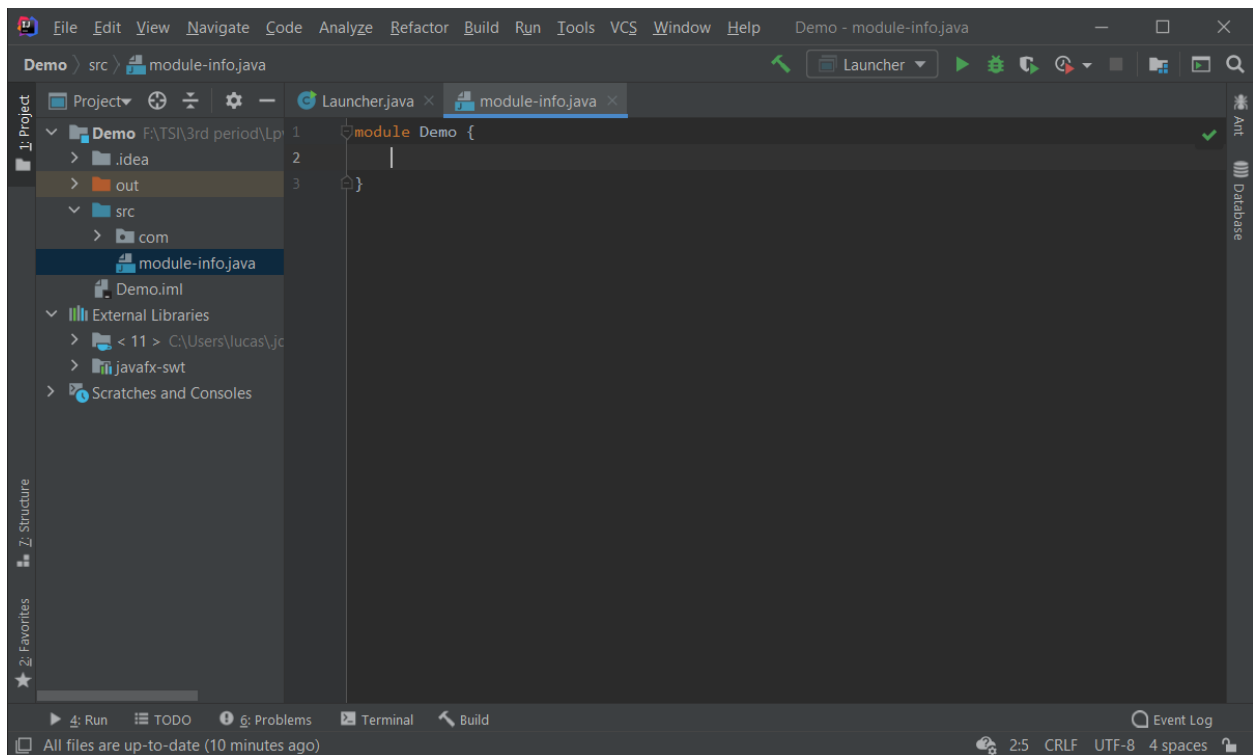 File Edit View Navigate Code Analyze Refactor Build Run Tools VCS Window Help Demo - module-info.java
Demo src module-info.java Launcher
1: Project
Project Launcher.java module-info.java
Demo F:\TSI\3rd period\Lp
.idea
out
src
com
module-info.java
Demo.iml
External Libraries
< 11 > C:\Users\lucas\.jd
javafx-swt
Scratches and Consoles
1 module Demo {
2
3 }
Ant
Database
7: Structure
2: Favorites
4: Run TODO 6: Problems Terminal Build Event Log
All files are up-to-date (10 minutes ago) 2:5 CRLF UTF-8 4 spaces